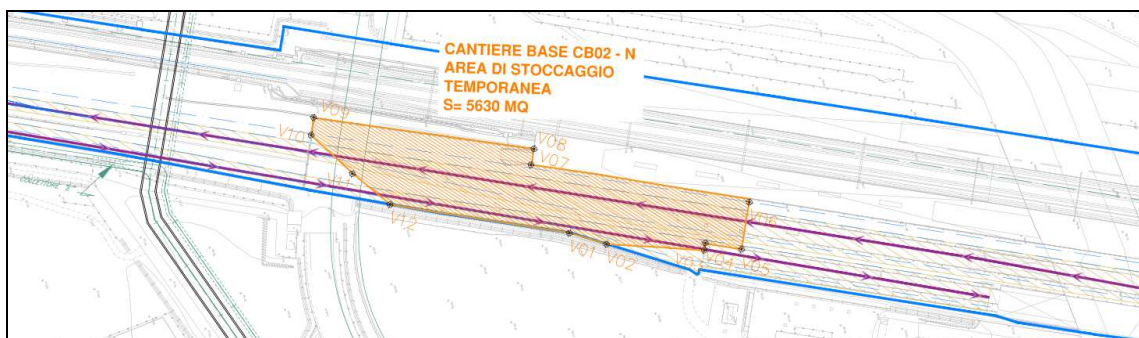 CANTIERE BASE CB02 - N
AREA DI STOCCAGGIO
TEMPORANEA
S= 5630 MQ
V09
V10
V08
V07
V11
V12
V06
V01
V02
V03
V04
V05
COLLETTORE